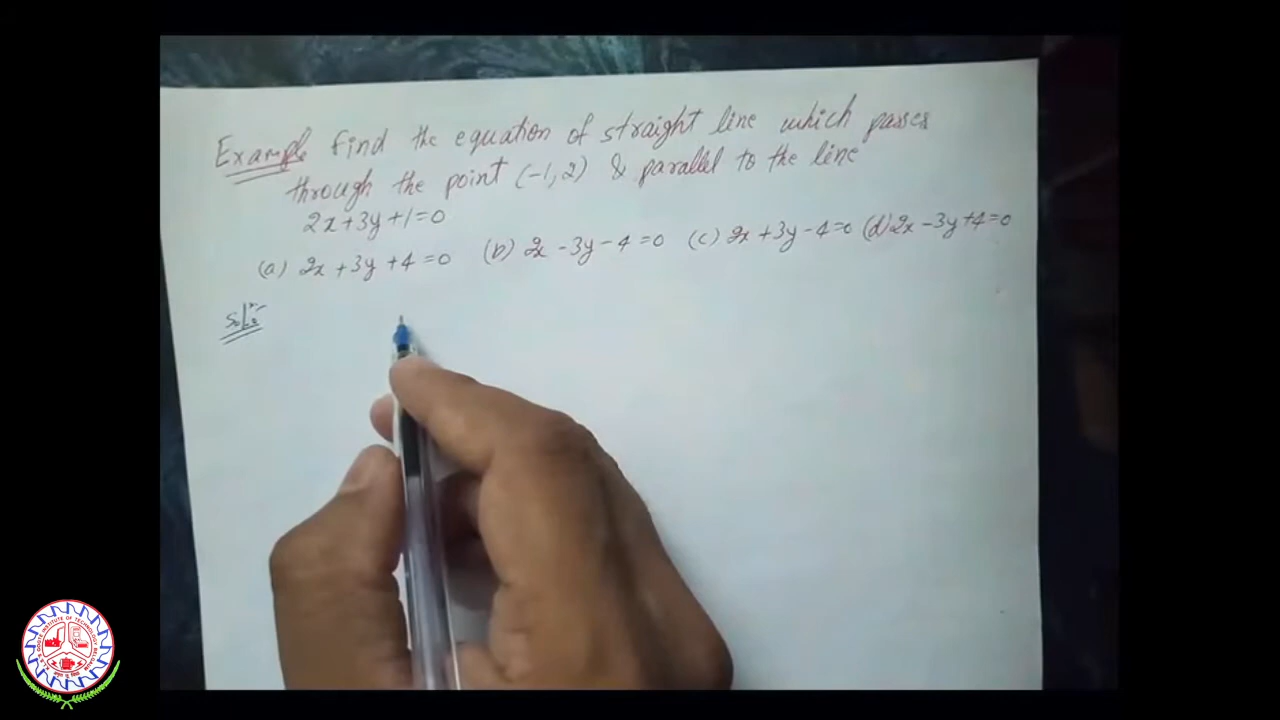 Example Find the equation of straight line which passes
through the point (-1, 2) & parallel to the line
2x+3y+1=0
(a) 2x +3y +4 =0 (b) 2x -3y-4 =0 (c) 2x +3y-4=0 (d) 2x -3y+4=0
Sol